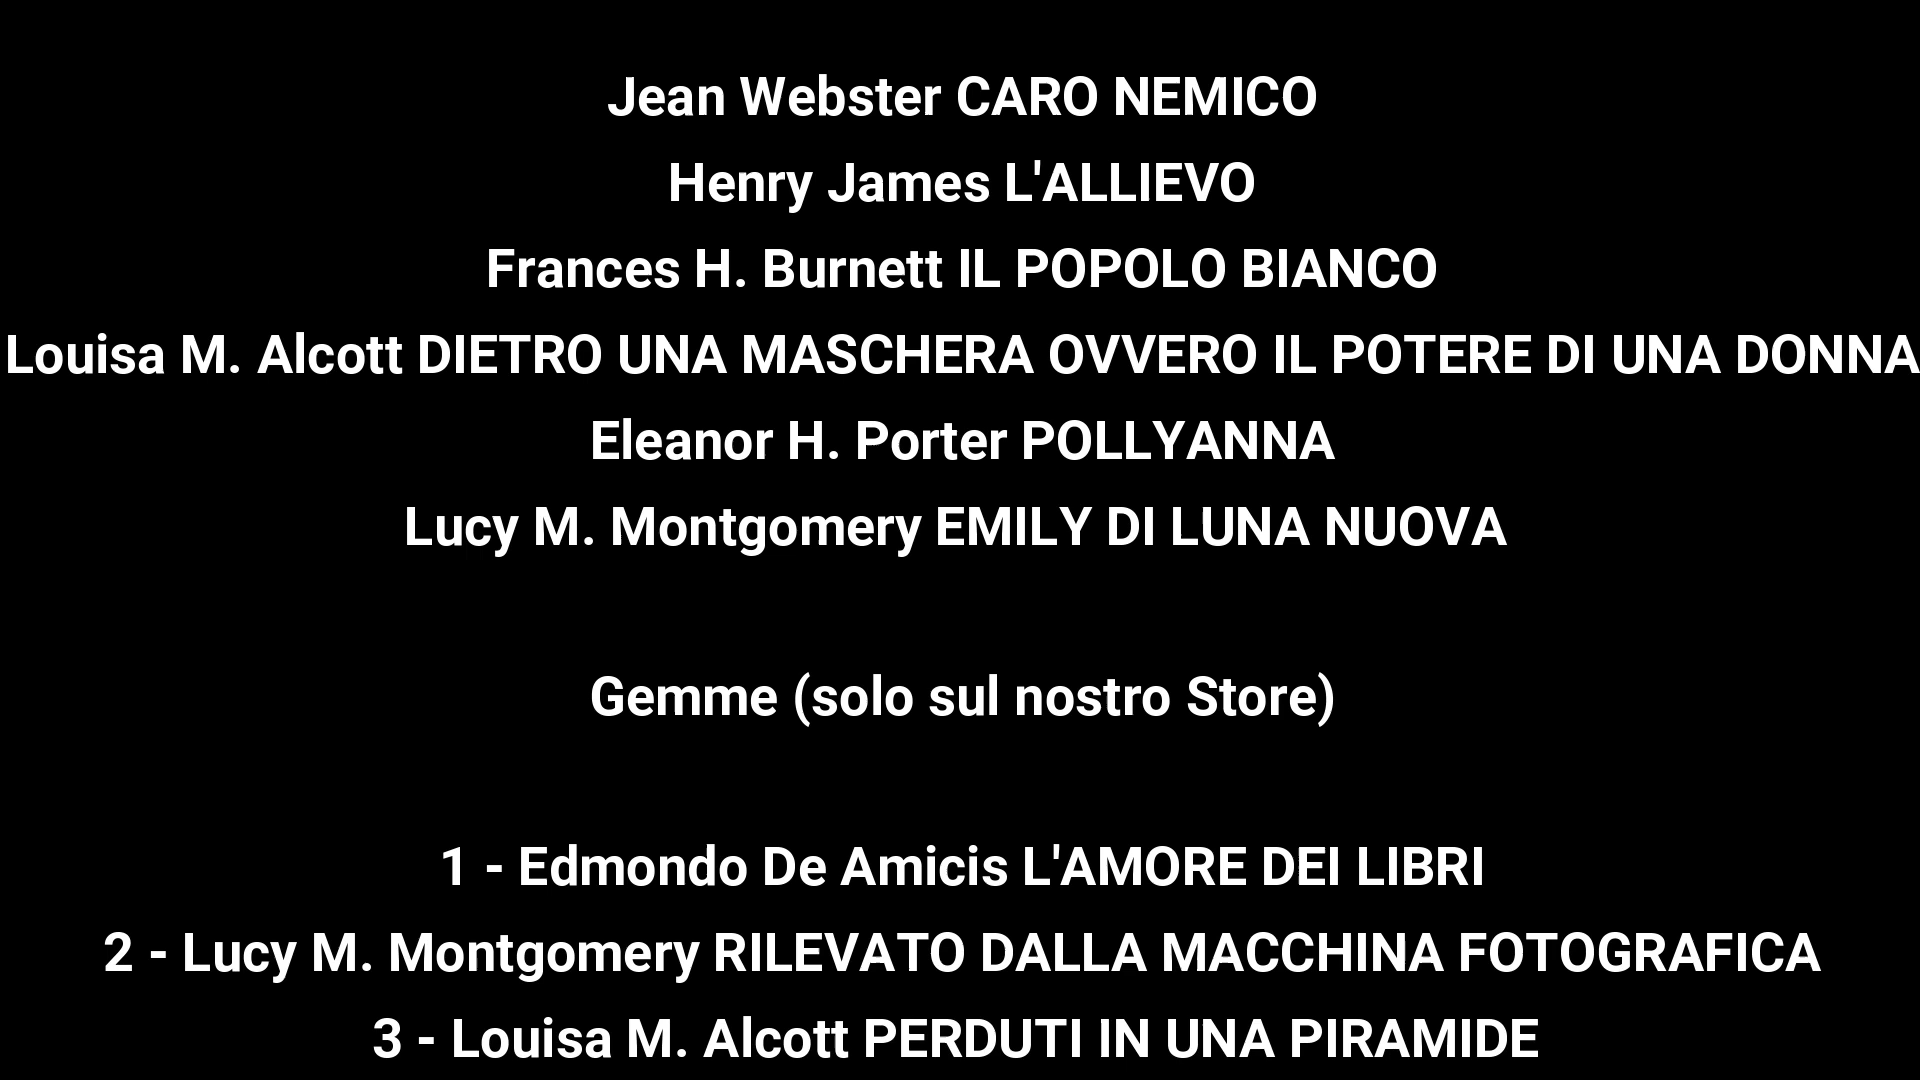 Jean Webster CARO NEMICO
Henry James L'ALLIEVO
Frances H. Burnett IL POPOLO BIANCO
Louisa M. Alcott DIETRO UNA MASCHERA OVVERO IL POTERE DI UNA DONNA
Eleanor H. Porter POLLYANNA
Lucy M. Montgomery EMILY DI LUNA NUOVA
Gemme (solo sul nostro Store)
1 - Edmondo De Amicis L'AMORE DEI LIBRI
2 - Lucy M. Montgomery RILEVATO DALLA MACCHINA FOTOGRAFICA
3 - Louisa M. Alcott PERDUTI IN UNA PIRAMIDE